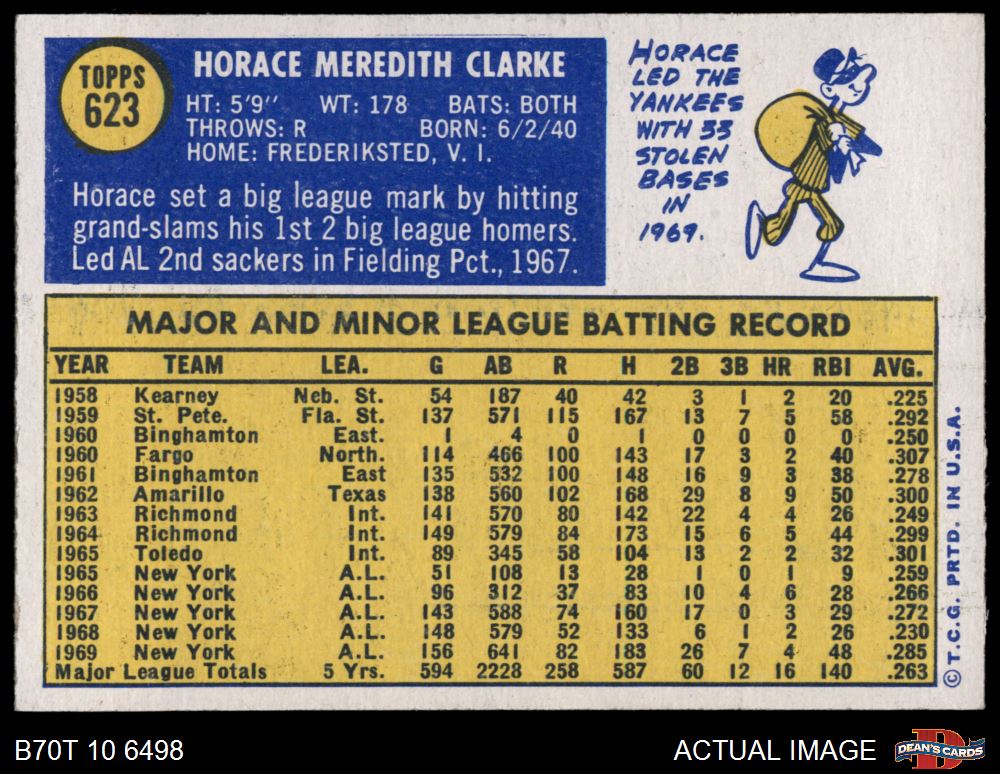 TOPPS
623
HORACE MEREDITH CLARKE
HT: 5'9" WT: 178 BATS: BOTH
THROWS: R BORN: 6/2/40
HOME: FREDERIKSTED, V. I.
Horace set a big league mark by hitting
grand-slams his 1st 2 big league homers.
Led AL 2nd sackers in Fielding Pct., 1967.
HORACE
LED THE
YANKEES
WITH 33
STOLEN
BASES
IN
1969.
MAJOR AND MINOR LEAGUE BATTING RECORD
YEAR TEAM LEA. G AB R H 2B 3B HR RBI AVG.
1958 Kearney Neb. St. 54 187 40 42 3 1 2 20 .225
1959 St. Pete. Fla. St. 137 571 115 167 13 7 5 58 .292
1960 Binghamton East. 1 4 0 1 0 0 0 0 .250
1960 Fargo North. 114 466 100 143 17 3 2 40 .307
1961 Binghamton East 135 532 100 148 16 9 3 38 .278
1962 Amarillo Texas 138 560 102 168 29 8 9 50 .300
1963 Richmond Int. 141 570 80 142 22 4 4 26 .249
1964 Richmond Int. 149 579 84 173 15 6 5 44 .299
1965 Toledo Int. 89 345 58 104 13 2 2 32 .301
1965 New York A.L. 51 108 13 28 1 0 1 9 .259
1966 New York A.L. 96 312 37 83 10 4 6 28 .266
1967 New York A.L. 143 588 74 160 17 0 3 29 .272
1968 New York A.L. 148 579 52 133 6 1 2 26 .230
1969 New York A.L. 156 641 82 183 26 7 4 48 .285
Major League Totals 5 Yrs. 594 2228 258 587 60 12 16 140 .263
© T.C.G. PRTD. IN U.S.A.
B70T 10 6498
ACTUAL IMAGE
DEAN'S CARDS